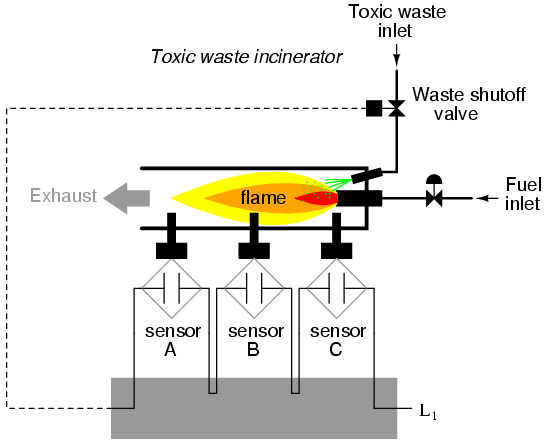 Toxic waste
inlet
Toxic waste incinerator
Waste shutoff
valve
Exhaust
flame
Fuel
inlet
sensor
A
sensor
B
sensor
C
L1